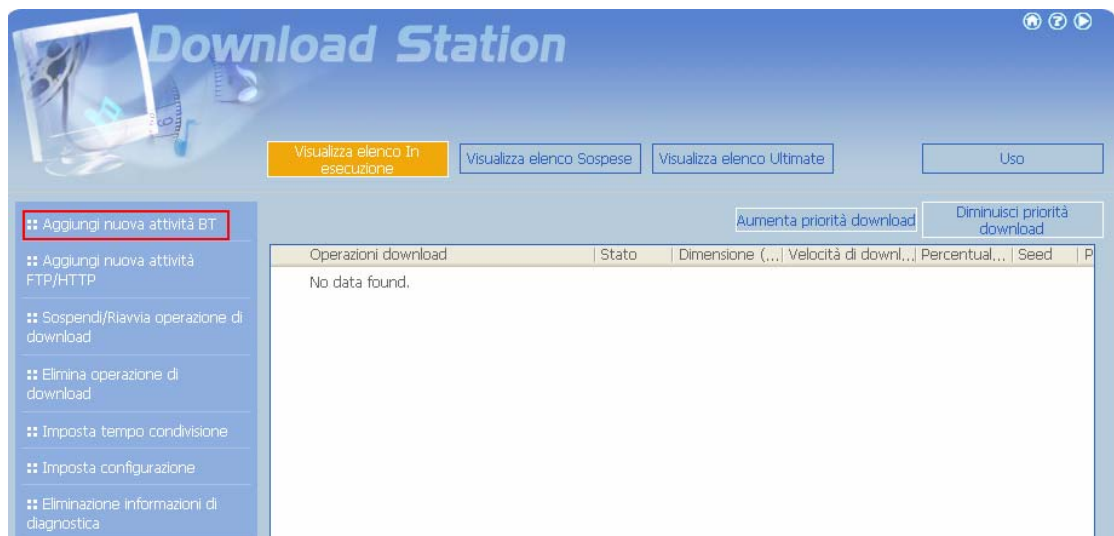 Download Station
Visualizza elenco In
esecuzione
Visualizza elenco Sospese
Visualizza elenco Ultimate
Uso
Aggiungi nuova attività BT
Aggiungi nuova attività
FTP/HTTP
Sospendi/Riavvia operazione di
download
Elimina operazione di
download
Imposta tempo condivisione
Imposta configurazione
Eliminazione informazioni di
diagnostica
Aumenta priorità download
Diminuisci priorità
download
Operazioni download | Stato | Dimensione (... | Velocità di downl... | Percentual... | Seed | P
No data found.